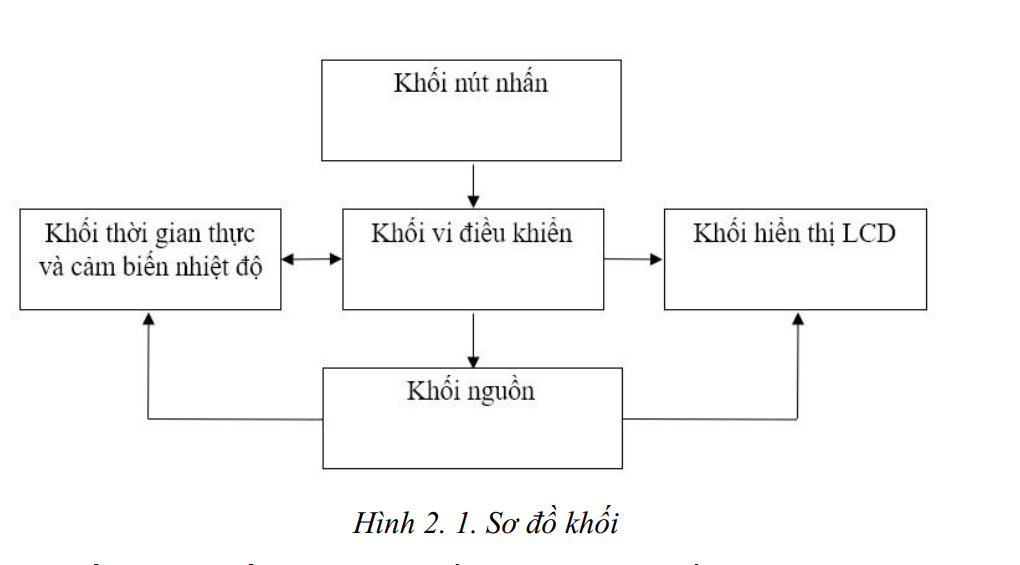 Khối nút nhấn
Khối thời gian thực
và cảm biến nhiệt độ
Khối vi điều khiển
Khối hiển thị LCD
Khối nguồn
Hình 2. 1. Sơ đồ khối